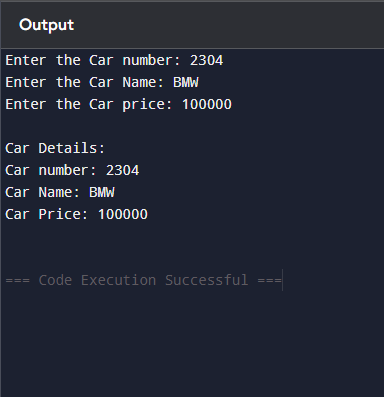 Output
Enter the Car number: 2304
Enter the Car Name: BMW
Enter the Car price: 100000
Car Details:
Car number: 2304
Car Name: BMW
Car Price: 100000
=== Code Execution Successful ===